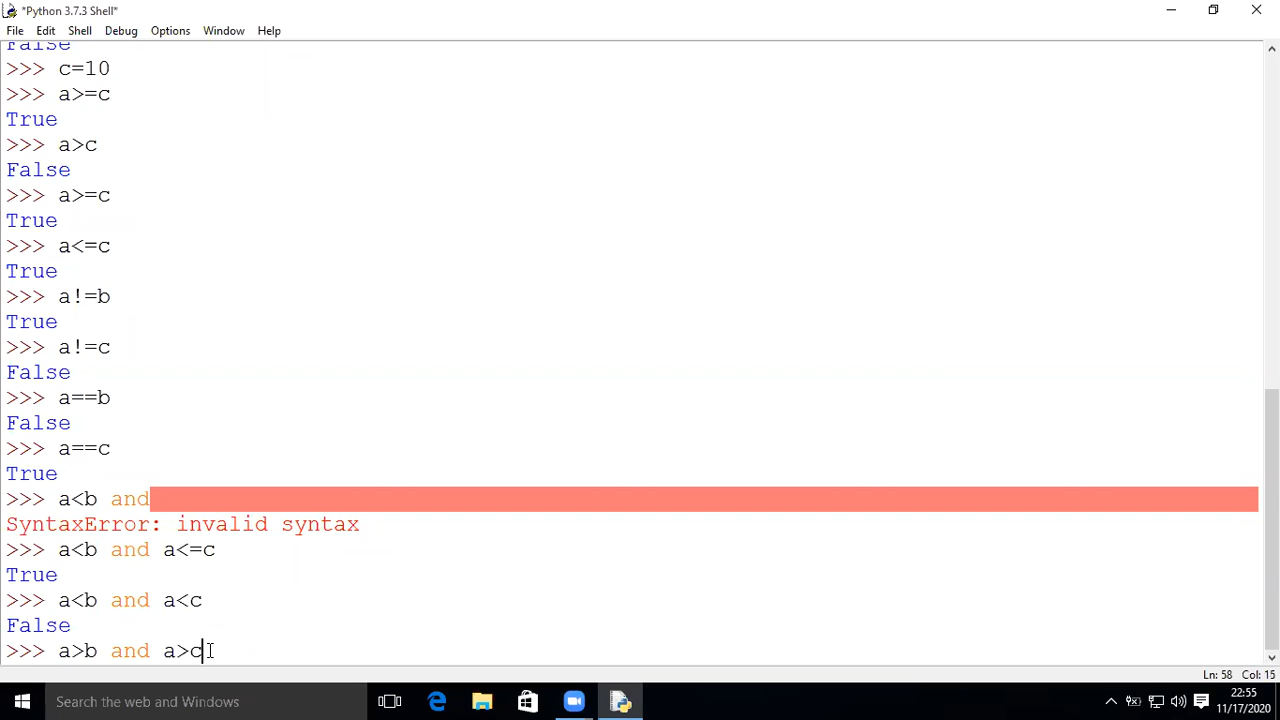 *Python 3.7.3 Shell*
File Edit Shell Debug Options Window Help
False
>>> c=10
>>> a>=c
True
>>> a>c
False
>>> a>=c
True
>>> a<=c
True
>>> a!=b
True
>>> a!=c
False
>>> a==b
False
>>> a==c
True
>>> a<b and
SyntaxError: invalid syntax
>>> a<b and a<=c
True
>>> a<b and a<c
False
>>> a>b and a>c
Ln: 58 Col: 15
Search the web and Windows
22:55
11/17/2020